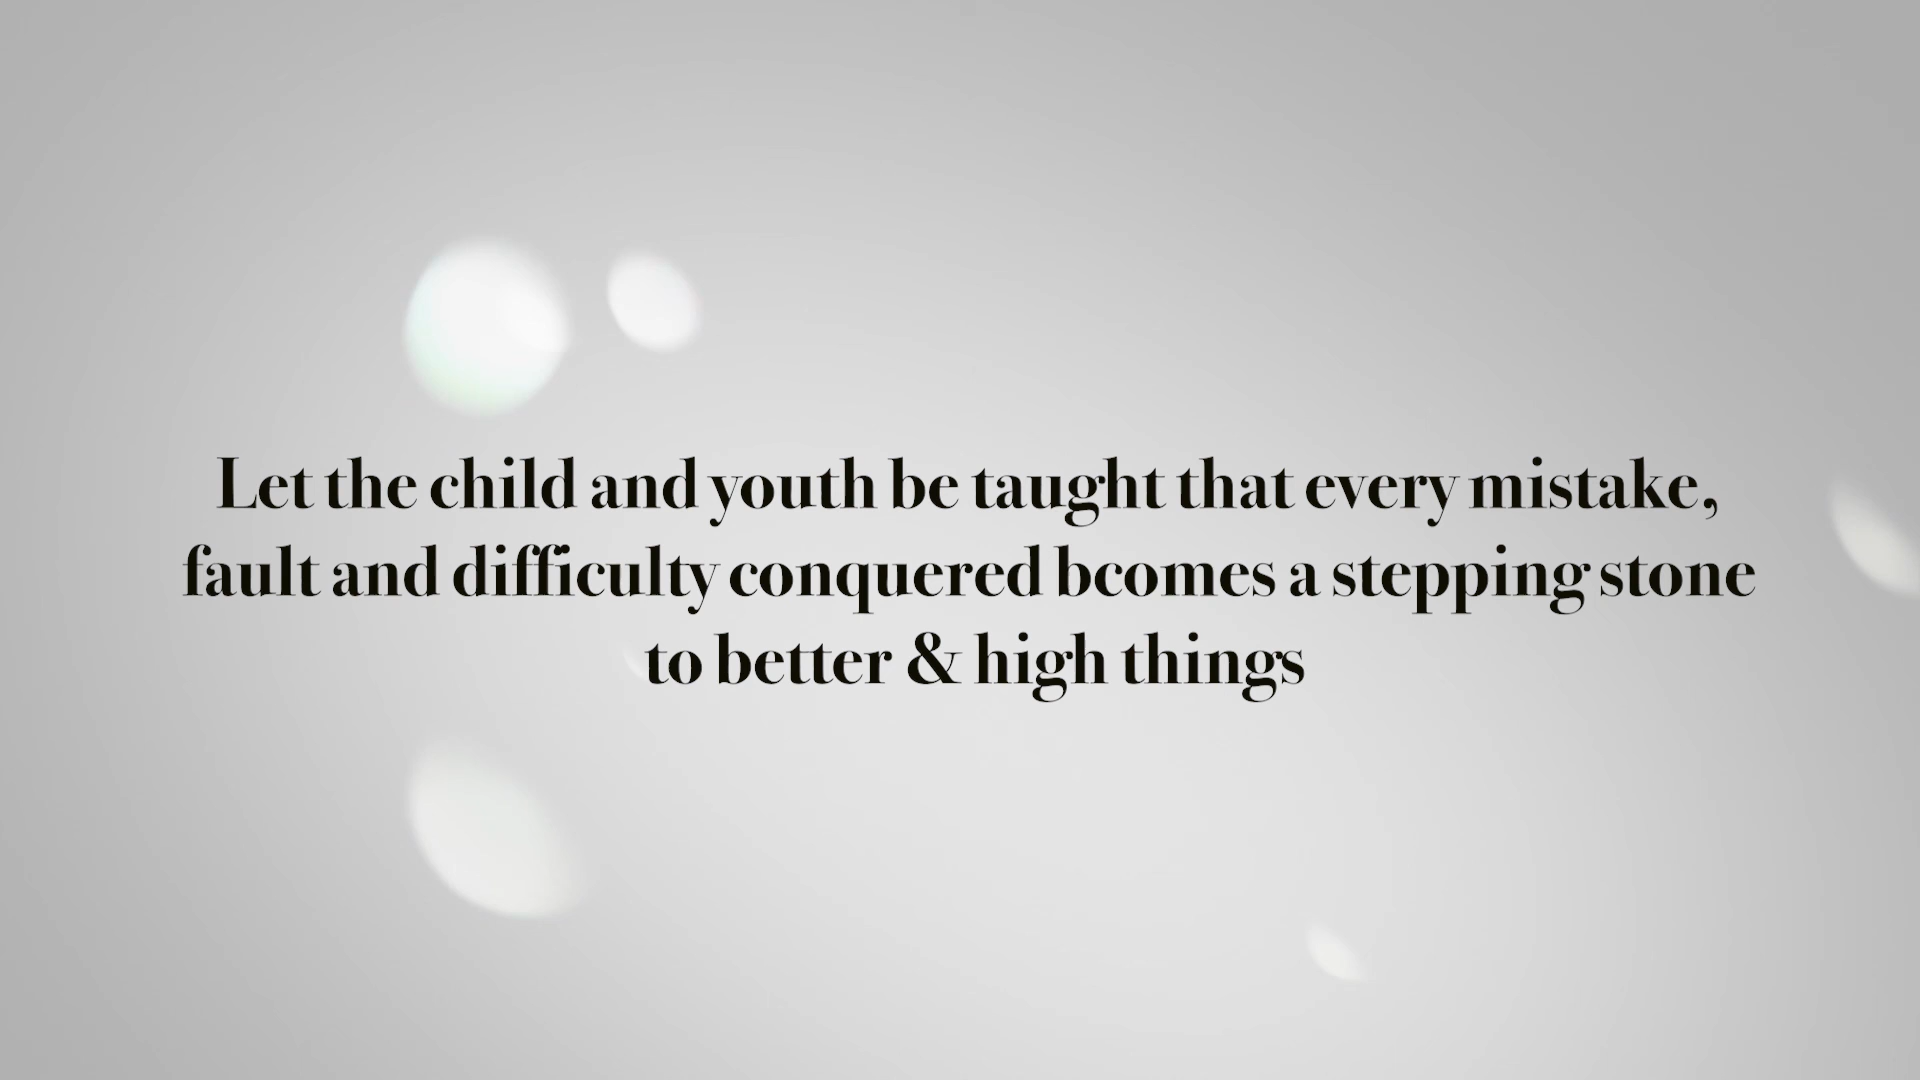 Let the child and youth be taught that every mistake,
fault and difficulty conquered bcomes a stepping stone
to better & high things